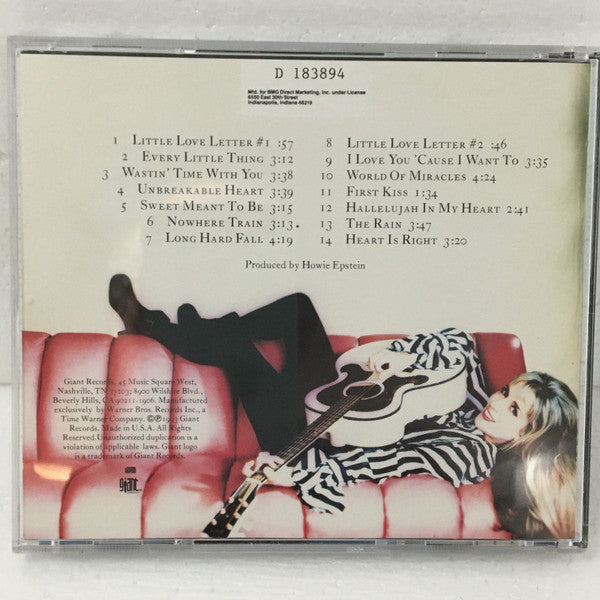 D 183894
Mfd. for BMG Direct Marketing, Inc. under License
6550 East 30th Street
Indianapolis, Indiana 46219
1 Little Love Letter #1 :57
2 Every Little Thing 3:12
3 Wastin' Time With You 3:38
4 Unbreakable Heart 3:39
5 Sweet Meant To Be 3:15
6 Nowhere Train 3:13
7 Long Hard Fall 4:19
8 Little Love Letter #2 :46
9 I Love You 'Cause I Want To 3:35
10 World Of Miracles 4:24
11 First Kiss 1:34
12 Hallelujah In My Heart 2:41
13 The Rain 3:47
14 Heart Is Right 3:20
Produced by Howie Epstein
Giant Records, 45 Music Square West,
Nashville, TN 37203; 8900 Wilshire Blvd.,
Beverly Hills, CA 90211-1906. Manufactured
exclusively by Warner Bros. Records Inc., a
Time Warner Company. ©℗ 1993 Giant
Records. Made in U.S.A. All Rights
Reserved. Unauthorized duplication is a
violation of applicable laws. Giant logo
is a trademark of Giant Records.
giant